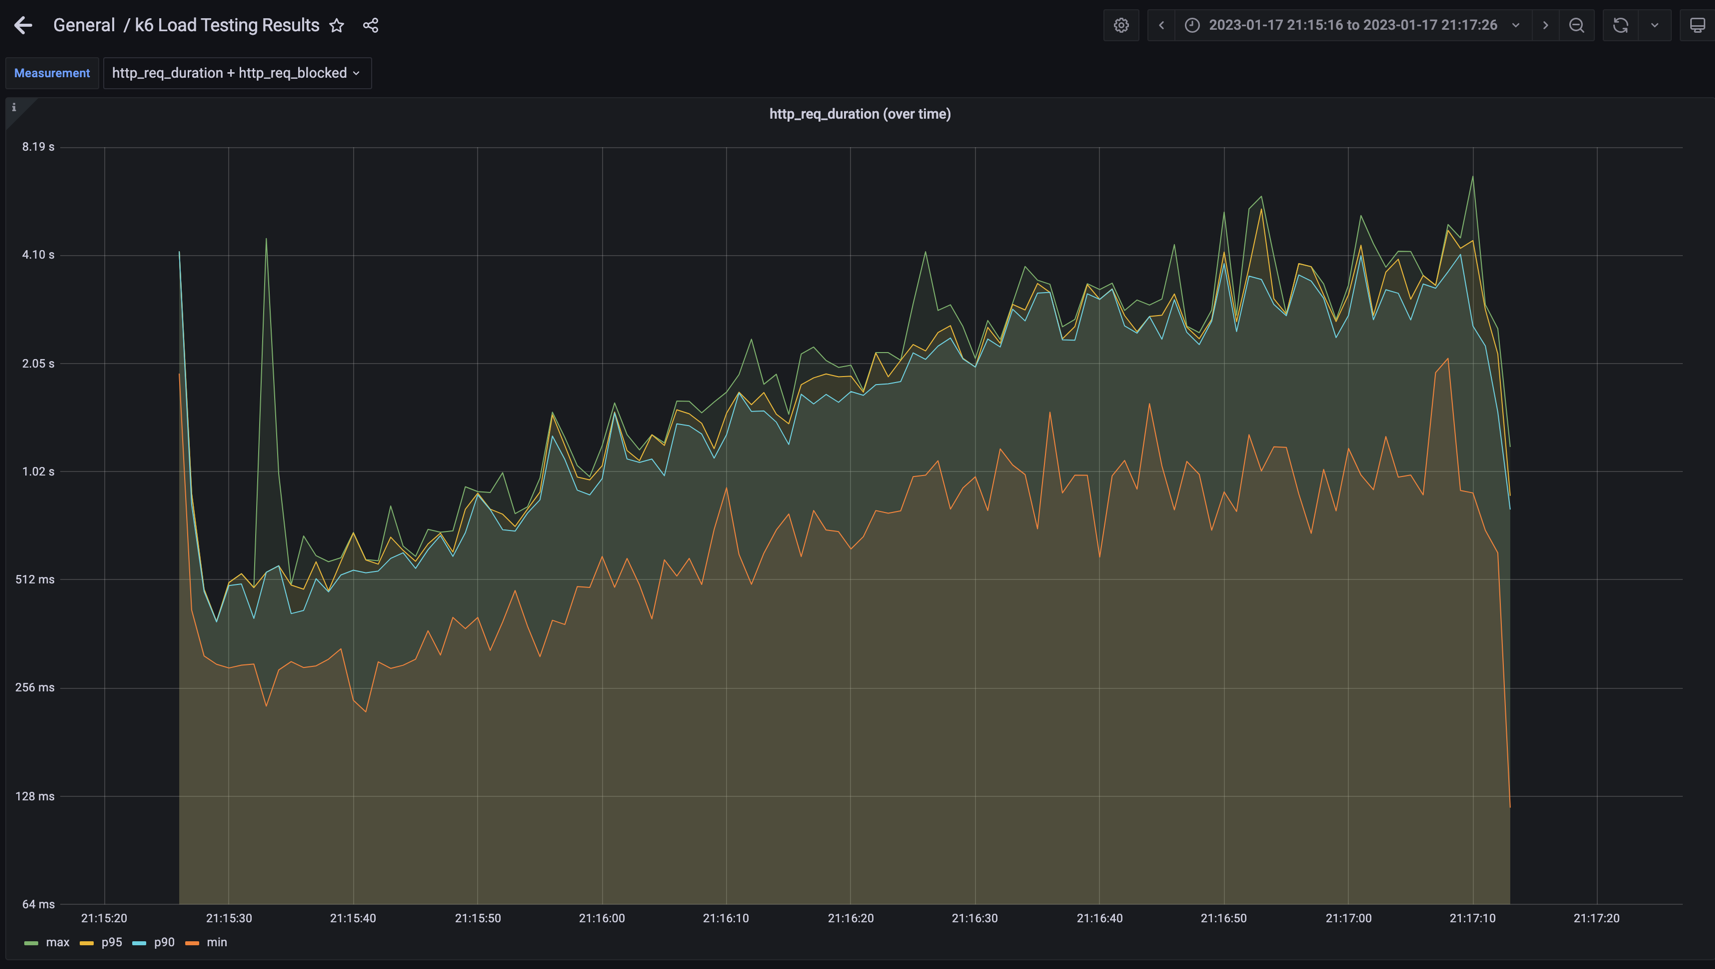 General / k6 Load Testing Results
2023-01-17 21:15:16 to 2023-01-17 21:17:26
Measurement http_req_duration + http_req_blocked
i
http_req_duration (over time)
8.19 s
4.10 s
2.05 s
1.02 s
512 ms
256 ms
128 ms
64 ms
21:15:20 21:15:30 21:15:40 21:15:50 21:16:00 21:16:10 21:16:20 21:16:30 21:16:40 21:16:50 21:17:00 21:17:10 21:17:20
max p95 p90 min